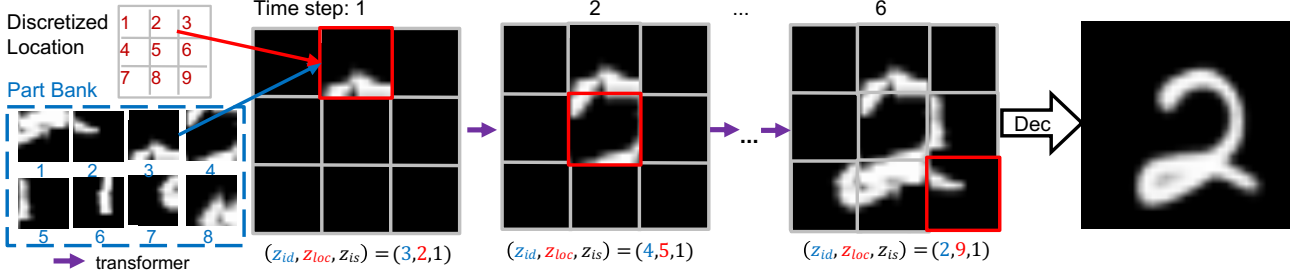 Discretized
Location
1 2 3
4 5 6
7 8 9
Part Bank
1 2 3 4
5 6 7 8
transformer
Time step: 1 2 ... 6
... Dec
(z_id, z_loc, z_is) = (3,2,1) (z_id, z_loc, z_is) = (4,5,1) (z_id, z_loc, z_is) = (2,9,1)